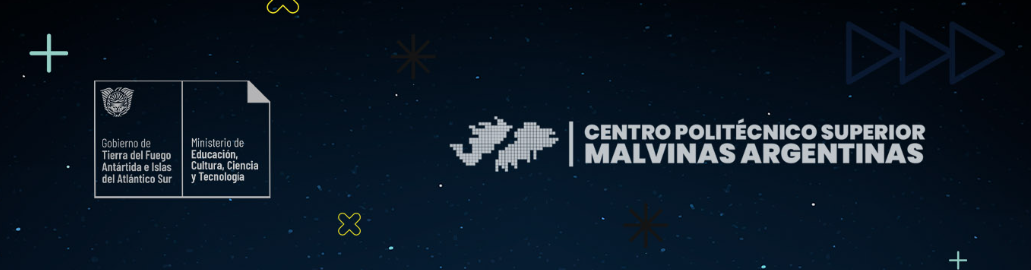 Gobierno de
Tierra del Fuego
Antártida e Islas
del Atlántico Sur
Ministerio de
Educación,
Cultura, Ciencia
y Tecnología
CENTRO POLITÉCNICO SUPERIOR
MALVINAS ARGENTINAS